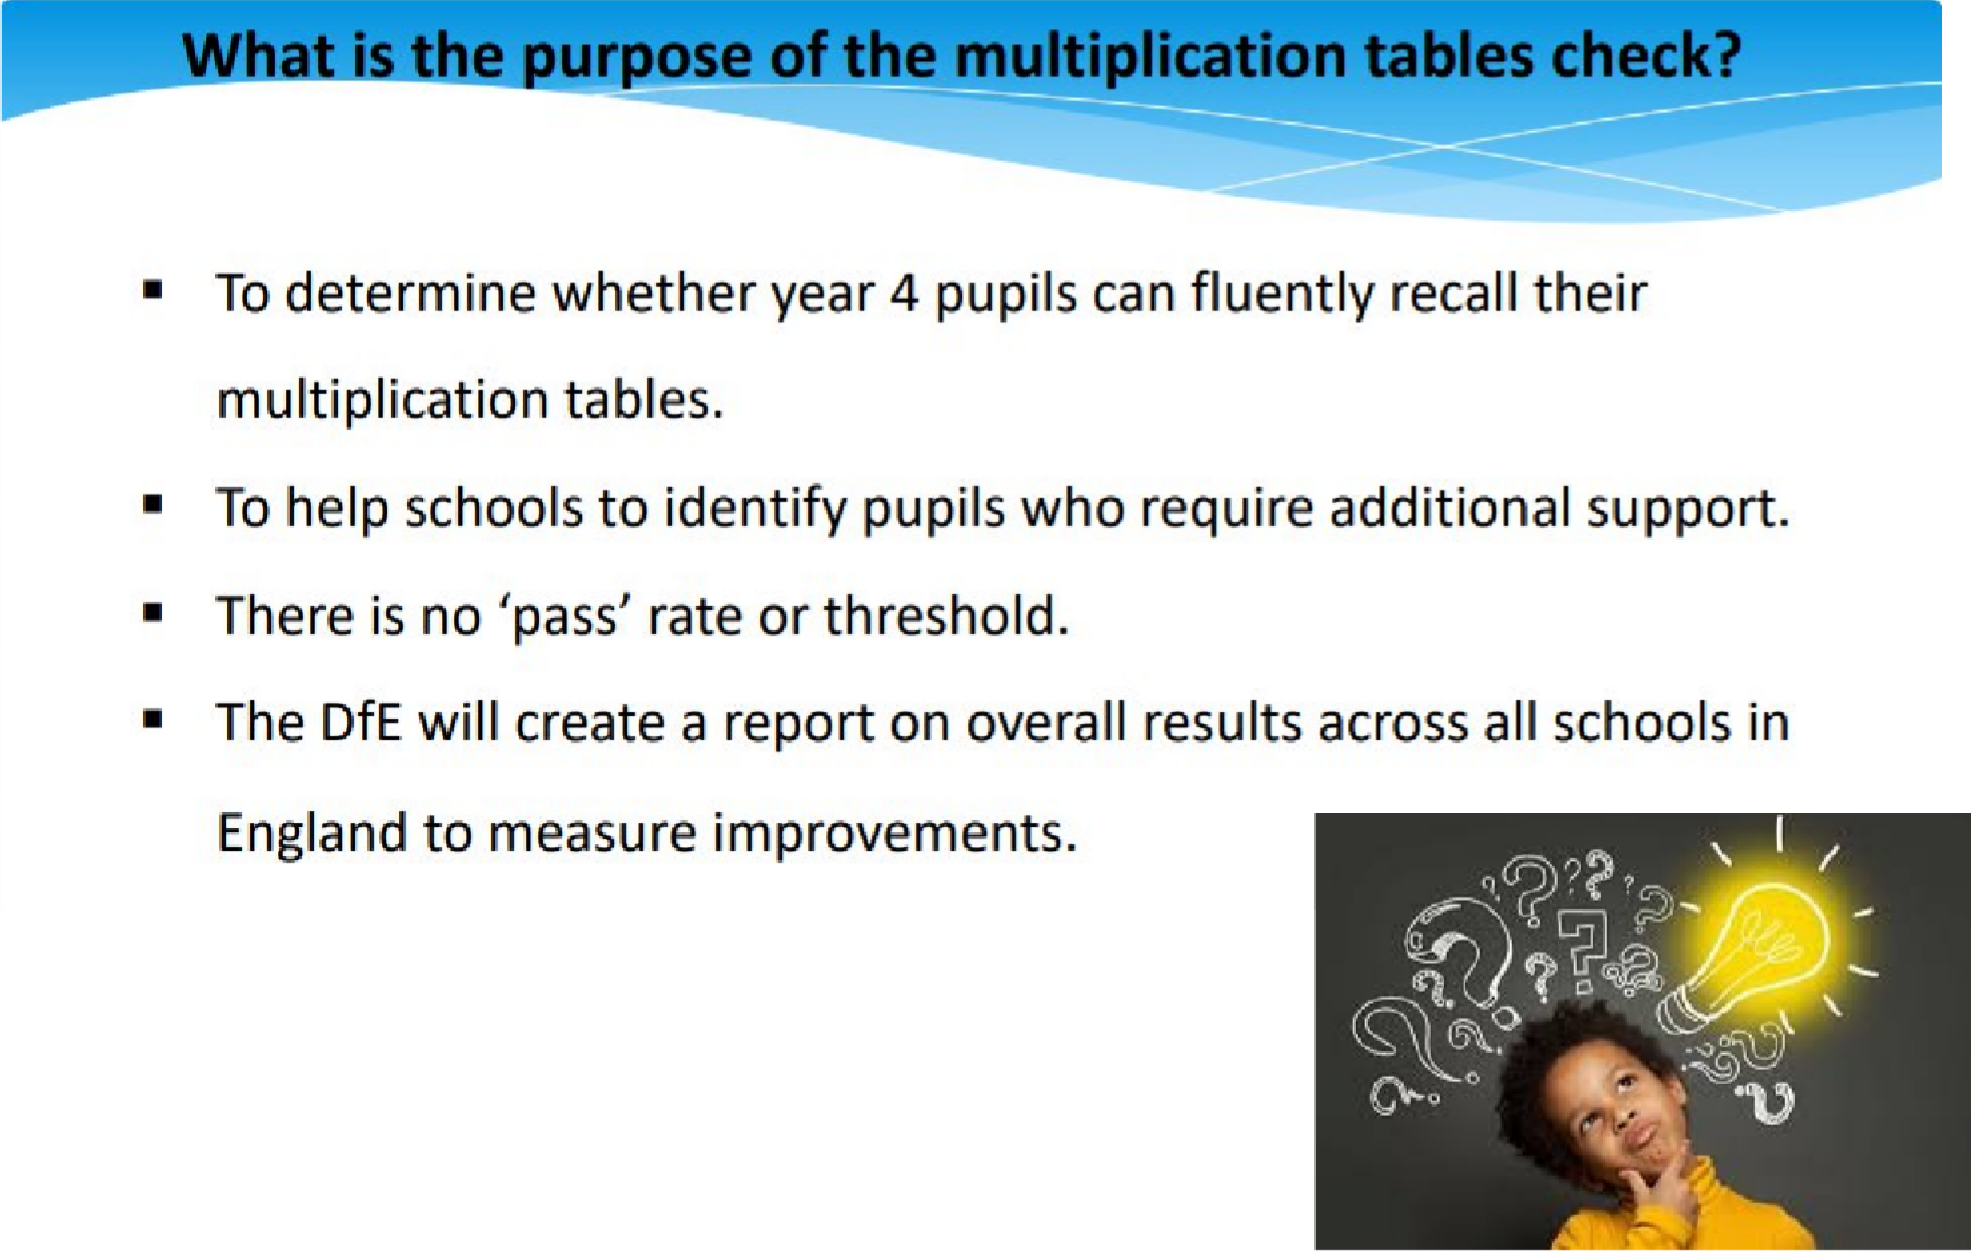 What is the purpose of the multiplication tables check?
▪ To determine whether year 4 pupils can fluently recall their
multiplication tables.
▪ To help schools to identify pupils who require additional support.
▪ There is no ‘pass’ rate or threshold.
▪ The DfE will create a report on overall results across all schools in
England to measure improvements.